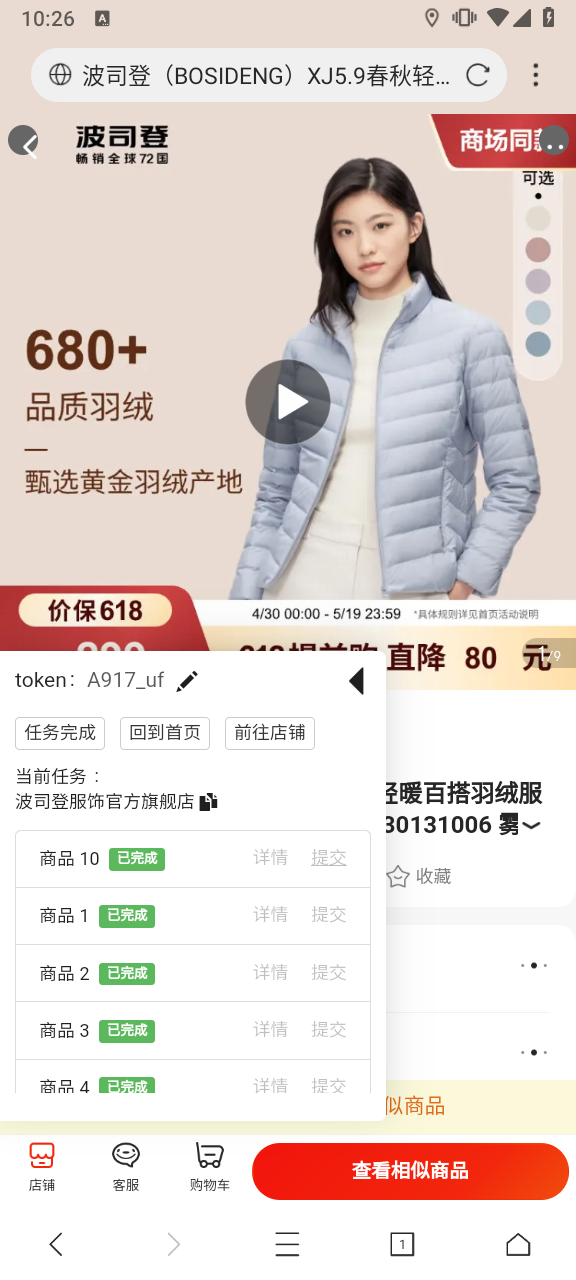 10:26
波司登（BOSIDENG）XJ5.9春秋轻...
波司登
畅销全球72国
商场同款
可选
680+
品质羽绒
甄选黄金羽绒产地
价保618
4/30 00:00 - 5/19 23:59 *具体规则详见首页活动说明
直降 80 元
1/9
token： A917_uf
任务完成 回到首页 前往店铺
当前任务：
波司登服饰官方旗舰店
轻暖百搭羽绒服
30131006 雾
收藏
商品 10 已完成 详情 提交
商品 1 已完成 详情 提交
商品 2 已完成 详情 提交
商品 3 已完成 详情 提交
商品 4 已完成 详情 提交
似商品
店铺 客服 购物车 查看相似商品
1